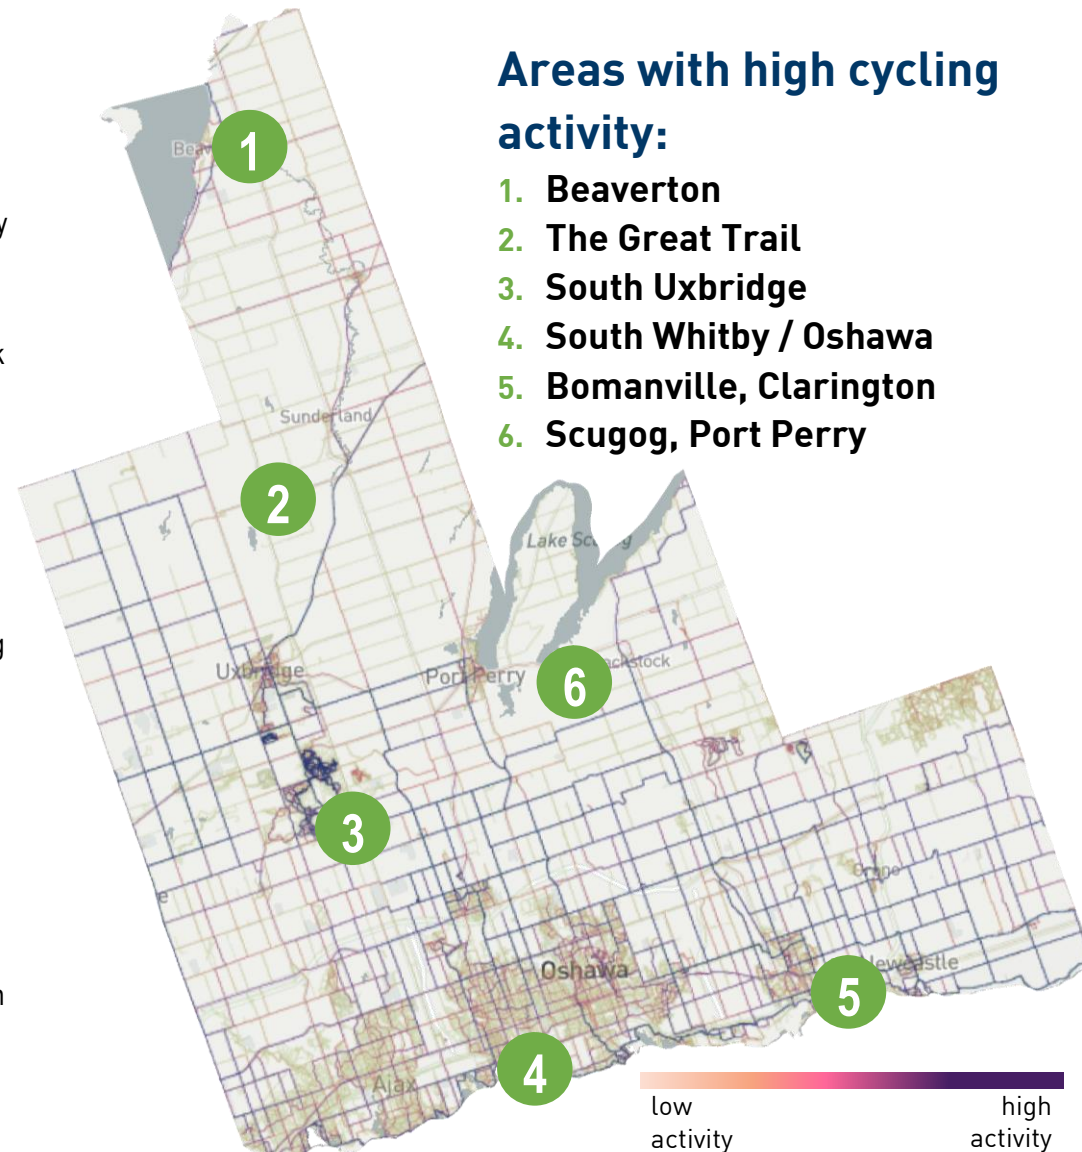 Areas with high cycling
activity:
1. Beaverton
2. The Great Trail
3. South Uxbridge
4. South Whitby / Oshawa
5. Bomanville, Clarington
6. Scugog, Port Perry
1
Sunderland
2
Uxbridge
Port Perry
6
3
Orono
Oshawa
Newcastle
5
4
Ajax
low
activity
high
activity